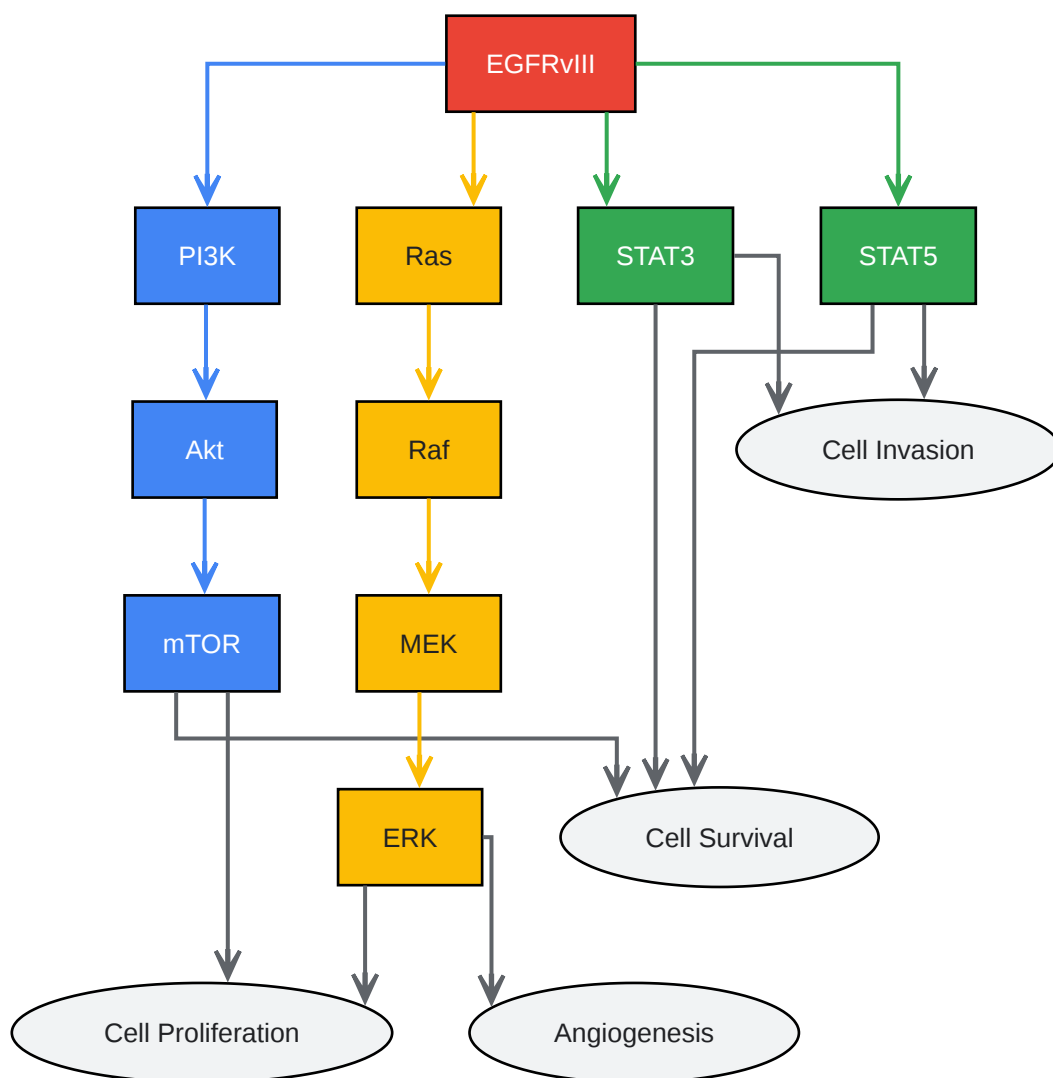 EGFRvIII
PI3K
Ras
STAT3
STAT5
Akt
Raf
Cell Invasion
mTOR
MEK
ERK
Cell Survival
Cell Proliferation
Angiogenesis